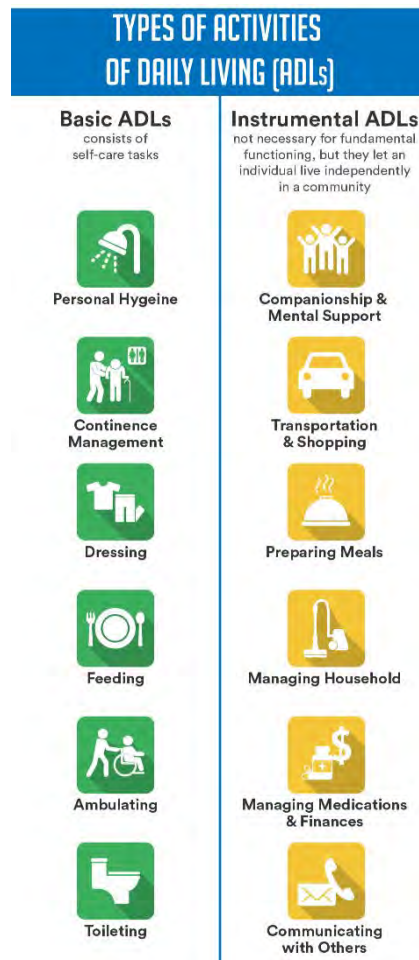 TYPES OF ACTIVITIES
OF DAILY LIVING (ADLs)
Basic ADLs
consists of
self-care tasks
Personal Hygeine
Continence
Management
Dressing
Feeding
Ambulating
Toileting
Instrumental ADLs
not necessary for fundamental
functioning, but they let an
individual live independently
in a community
Companionship &
Mental Support
Transportation
& Shopping
Preparing Meals
Managing Household
Managing Medications
& Finances
Communicating
with Others